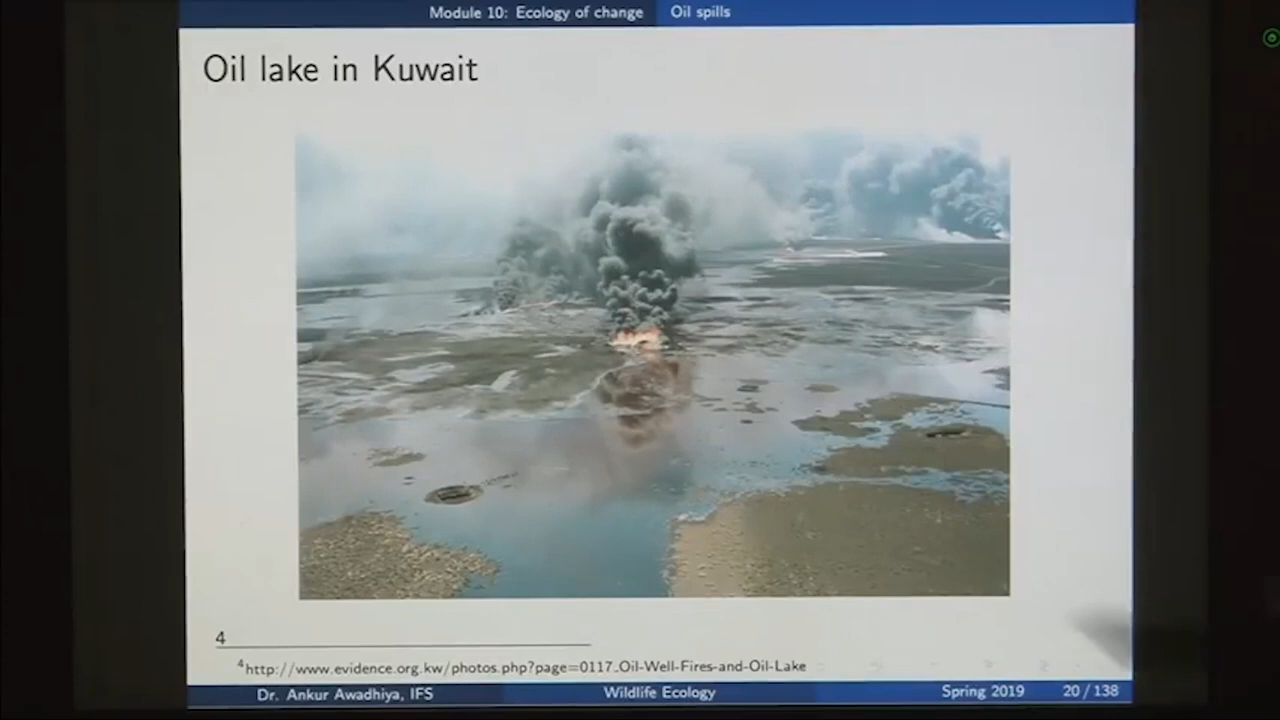 Module 10: Ecology of change Oil spills
Oil lake in Kuwait
4
4http://www.evidence.org.kw/photos.php?page=0117_Oil-Well-Fires-and-Oil-Lake
Dr. Ankur Awadhiya, IFS Wildlife Ecology Spring 2019 20 / 138